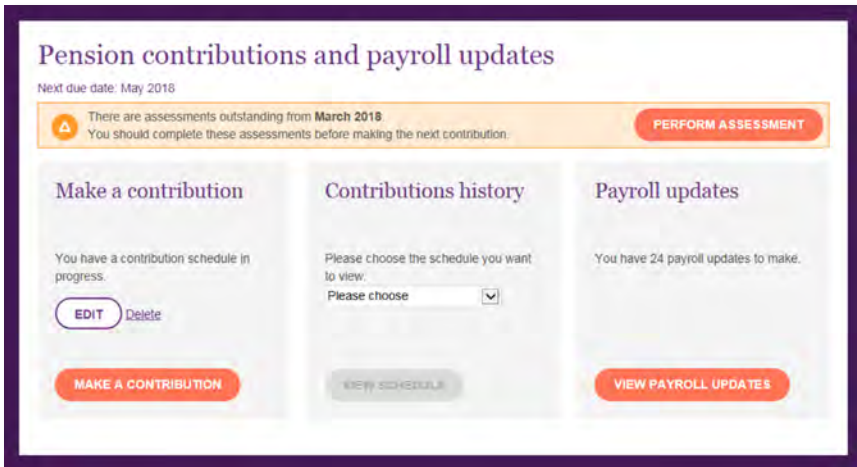 Pension contributions and payroll updates
Next due date: May 2018
There are assessments outstanding from March 2018
You should complete these assessments before making the next contribution.
PERFORM ASSESSMENT
Make a contribution
You have a contribution schedule in
progress.
EDIT Delete
MAKE A CONTRIBUTION
Contributions history
Please choose the schedule you want
to view:
Please choose
VIEW SCHEDULE
Payroll updates
You have 24 payroll updates to make.
VIEW PAYROLL UPDATES